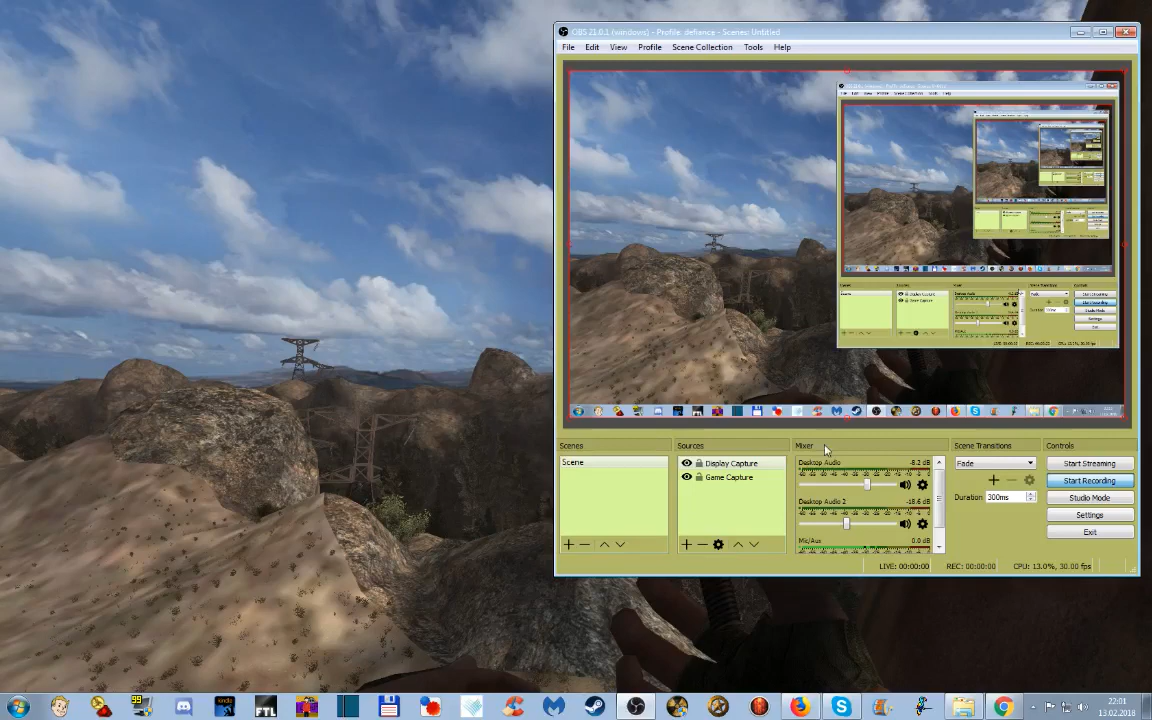 OBS 21.0.1 (windows) - Profile: defiance - Scenes: Untitled
File Edit View Profile Scene Collection Tools Help
Scenes Sources Mixer Scene Transitions Controls
Scene
Display Capture
Game Capture
Desktop Audio -8.2 dB
Desktop Audio 2 -18.6 dB
Mic/Aux 0.0 dB
Fade
Duration 300ms
Start Streaming
Start Recording
Studio Mode
Settings
Exit
LIVE: 00:00:00 REC: 00:00:00 CPU: 13.0%, 30.00 fps
99
kindle
FTL
22:01
13.02.2018